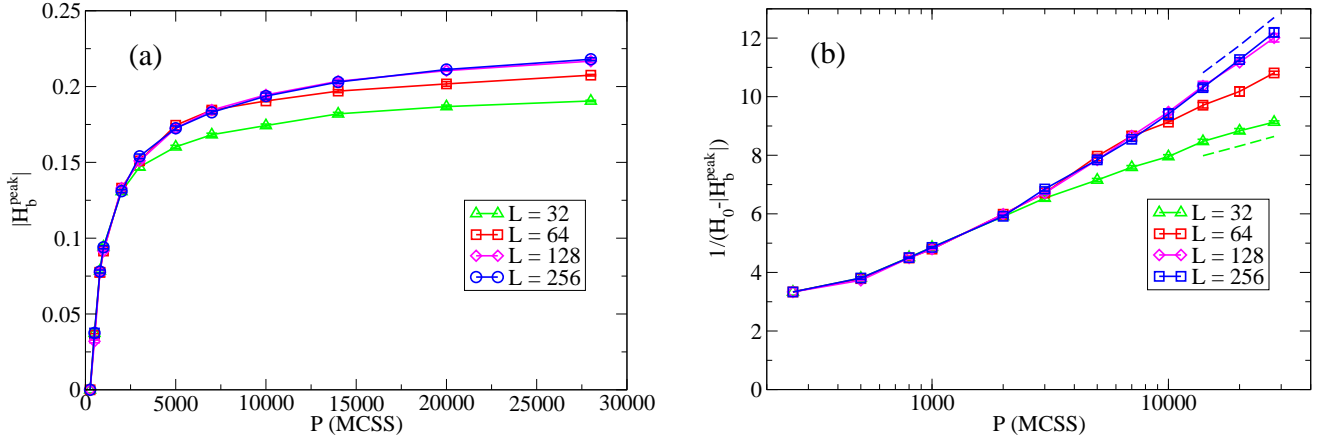 (a)
|H_b^peak|
0.25
0.2
0.15
0.1
0.05
0
0 5000 10000 15000 20000 25000 30000
P (MCSS)
L = 32
L = 64
L = 128
L = 256
(b)
1/(H_0-|H_b^peak|)
12
10
8
6
4
2
0
1000 10000
P (MCSS)
L = 32
L = 64
L = 128
L = 256